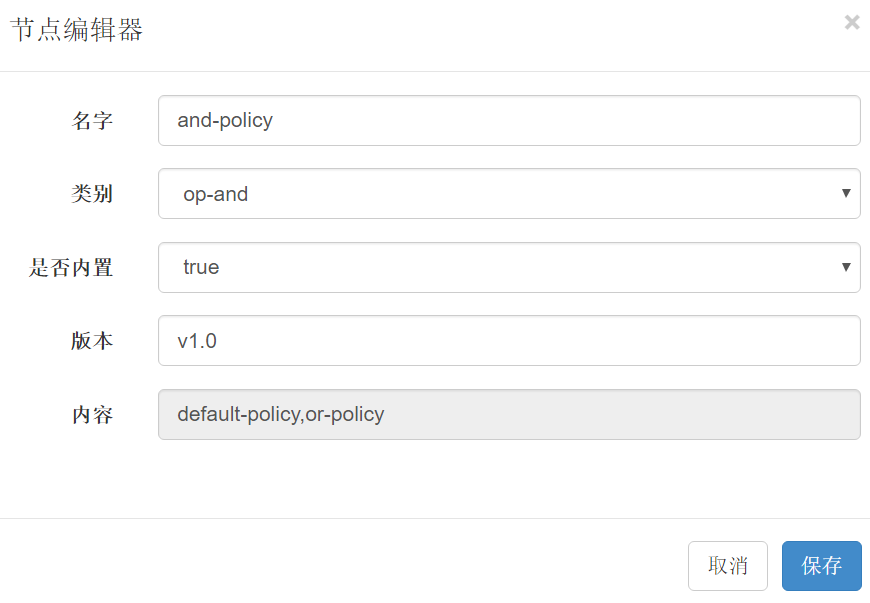 节点编辑器
×
名字
and-policy
类别
op-and
是否内置
true
版本
v1.0
内容
default-policy,or-policy
取消
保存